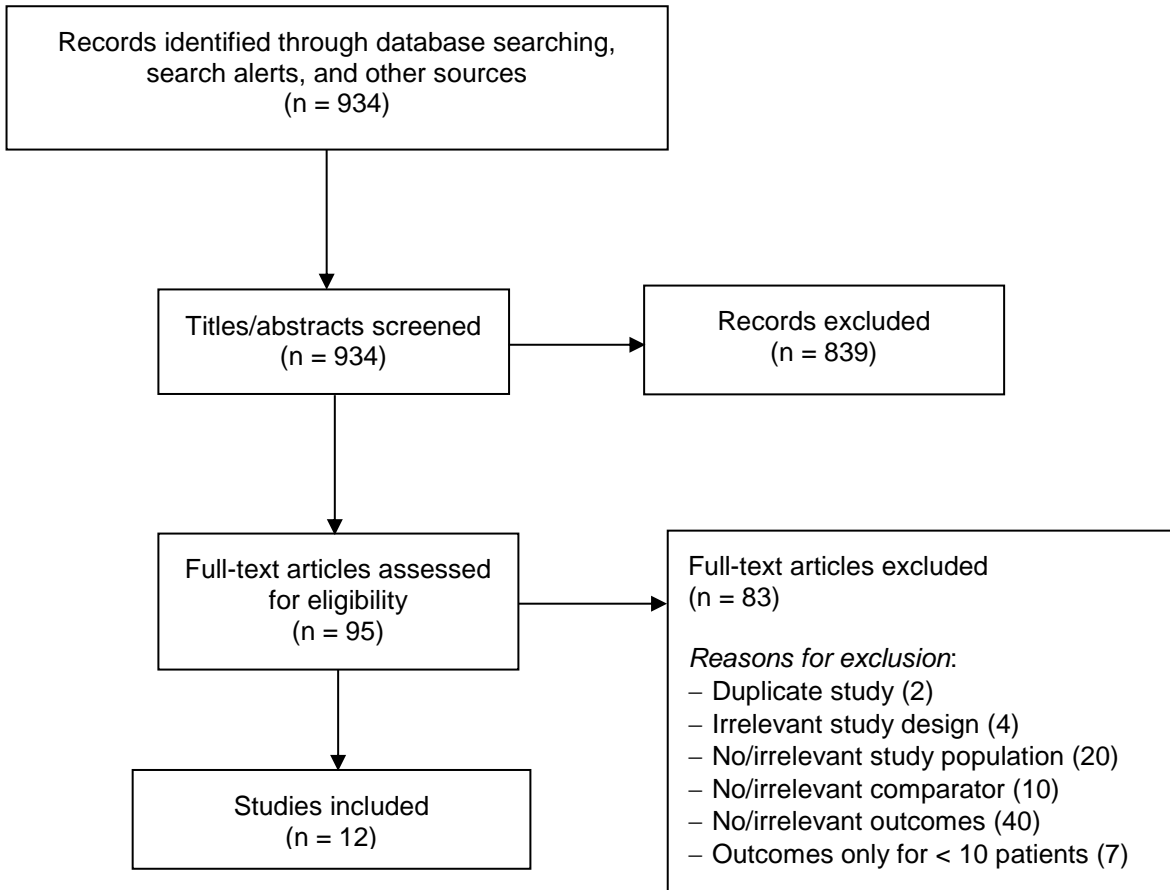 Records identified through database searching,
search alerts, and other sources
(n = 934)
Titles/abstracts screened
(n = 934)
Records excluded
(n = 839)
Full-text articles assessed
for eligibility
(n = 95)
Full-text articles excluded
(n = 83)
Reasons for exclusion:
– Duplicate study (2)
– Irrelevant study design (4)
– No/irrelevant study population (20)
– No/irrelevant comparator (10)
– No/irrelevant outcomes (40)
– Outcomes only for < 10 patients (7)
Studies included
(n = 12)